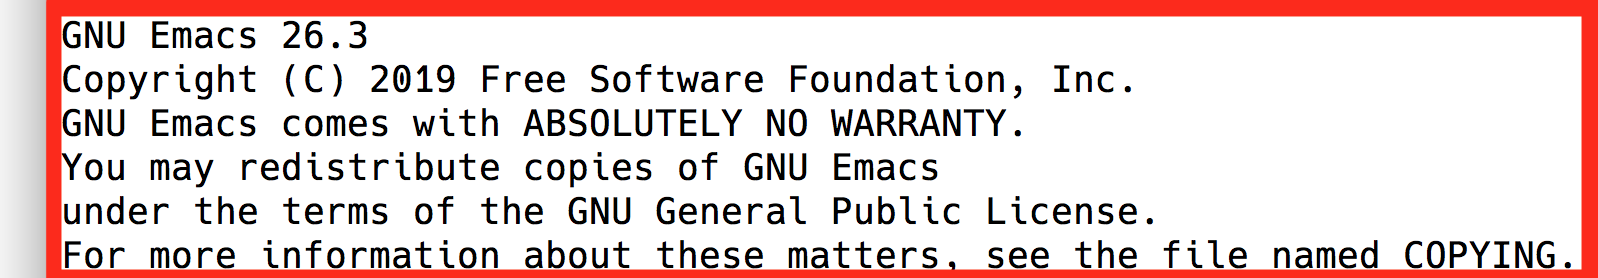 GNU Emacs 26.3
Copyright (C) 2019 Free Software Foundation, Inc.
GNU Emacs comes with ABSOLUTELY NO WARRANTY.
You may redistribute copies of GNU Emacs
under the terms of the GNU General Public License.
For more information about these matters, see the file named COPYING.